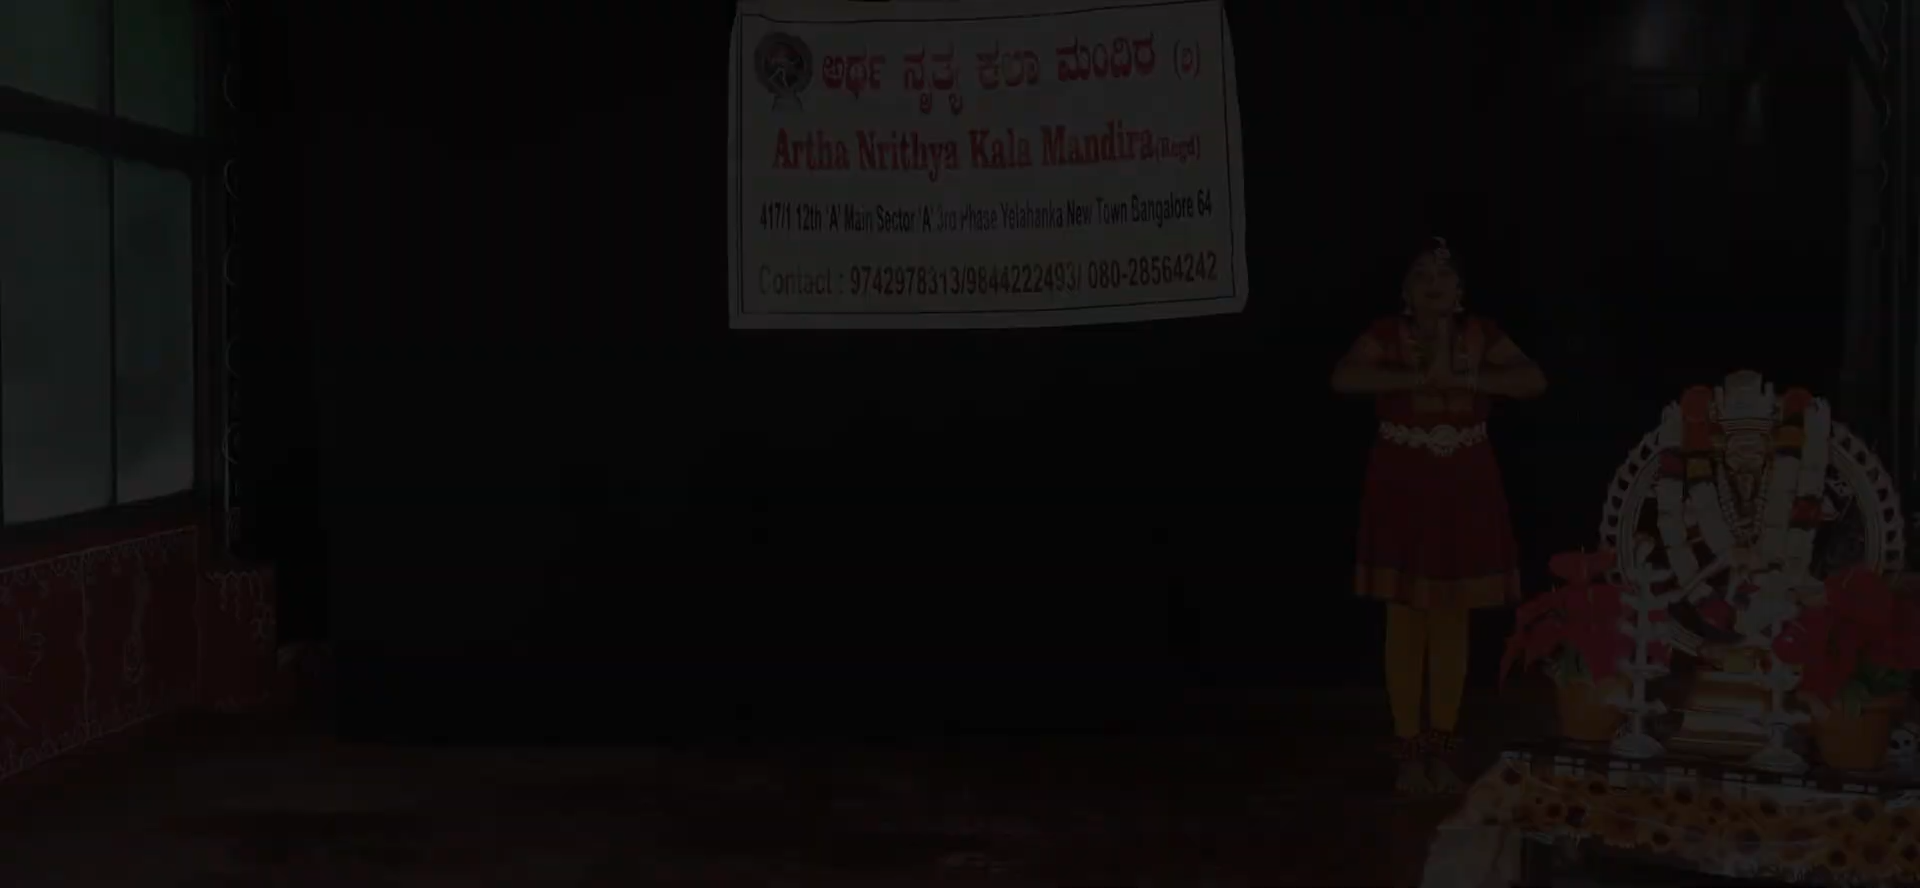 ಅರ್ಥ ನೃತ್ಯ ಕಲಾ ಮಂದಿರ (ರಿ)
Artha Nrithya Kala Mandira (Regd)
417/1 12th 'A' Main Sector 'A' 3rd Phase Yelahanka New Town Bangalore 64
Contact : 9742978313/9844222493/ 080-28564242